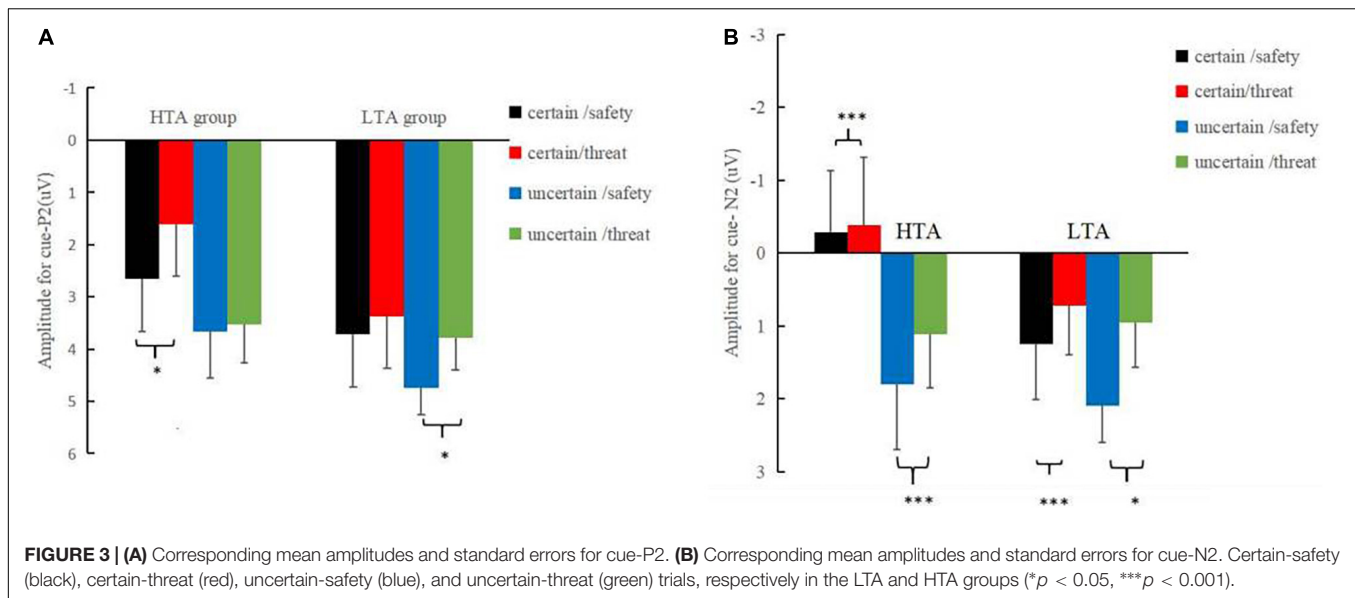 A
-1
0
1
2
3
4
5
6
Amplitude for cue-P2(uV)
HTA group
LTA group
*
*
certain /safety
certain/threat
uncertain /safety
uncertain /threat
B
-3
-2
-1
0
1
2
3
Amplitude for cue- N2 (uV)
***
HTA
LTA
***
***
*
certain /safety
certain/threat
uncertain /safety
uncertain /threat
FIGURE 3 | (A) Corresponding mean amplitudes and standard errors for cue-P2. (B) Corresponding mean amplitudes and standard errors for cue-N2. Certain-safety
(black), certain-threat (red), uncertain-safety (blue), and uncertain-threat (green) trials, respectively in the LTA and HTA groups (*p < 0.05, ***p < 0.001).